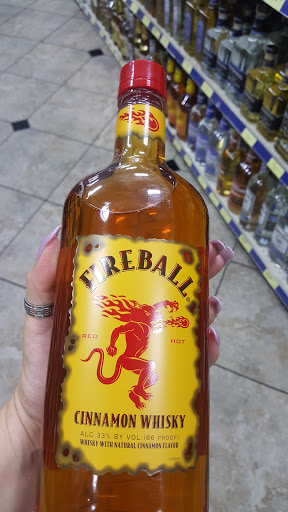 FIREBALL
RED HOT
CINNAMON WHISKY
ALC 33% BY VOL (66 PROOF)
WHISKY WITH NATURAL CINNAMON FLAVOR